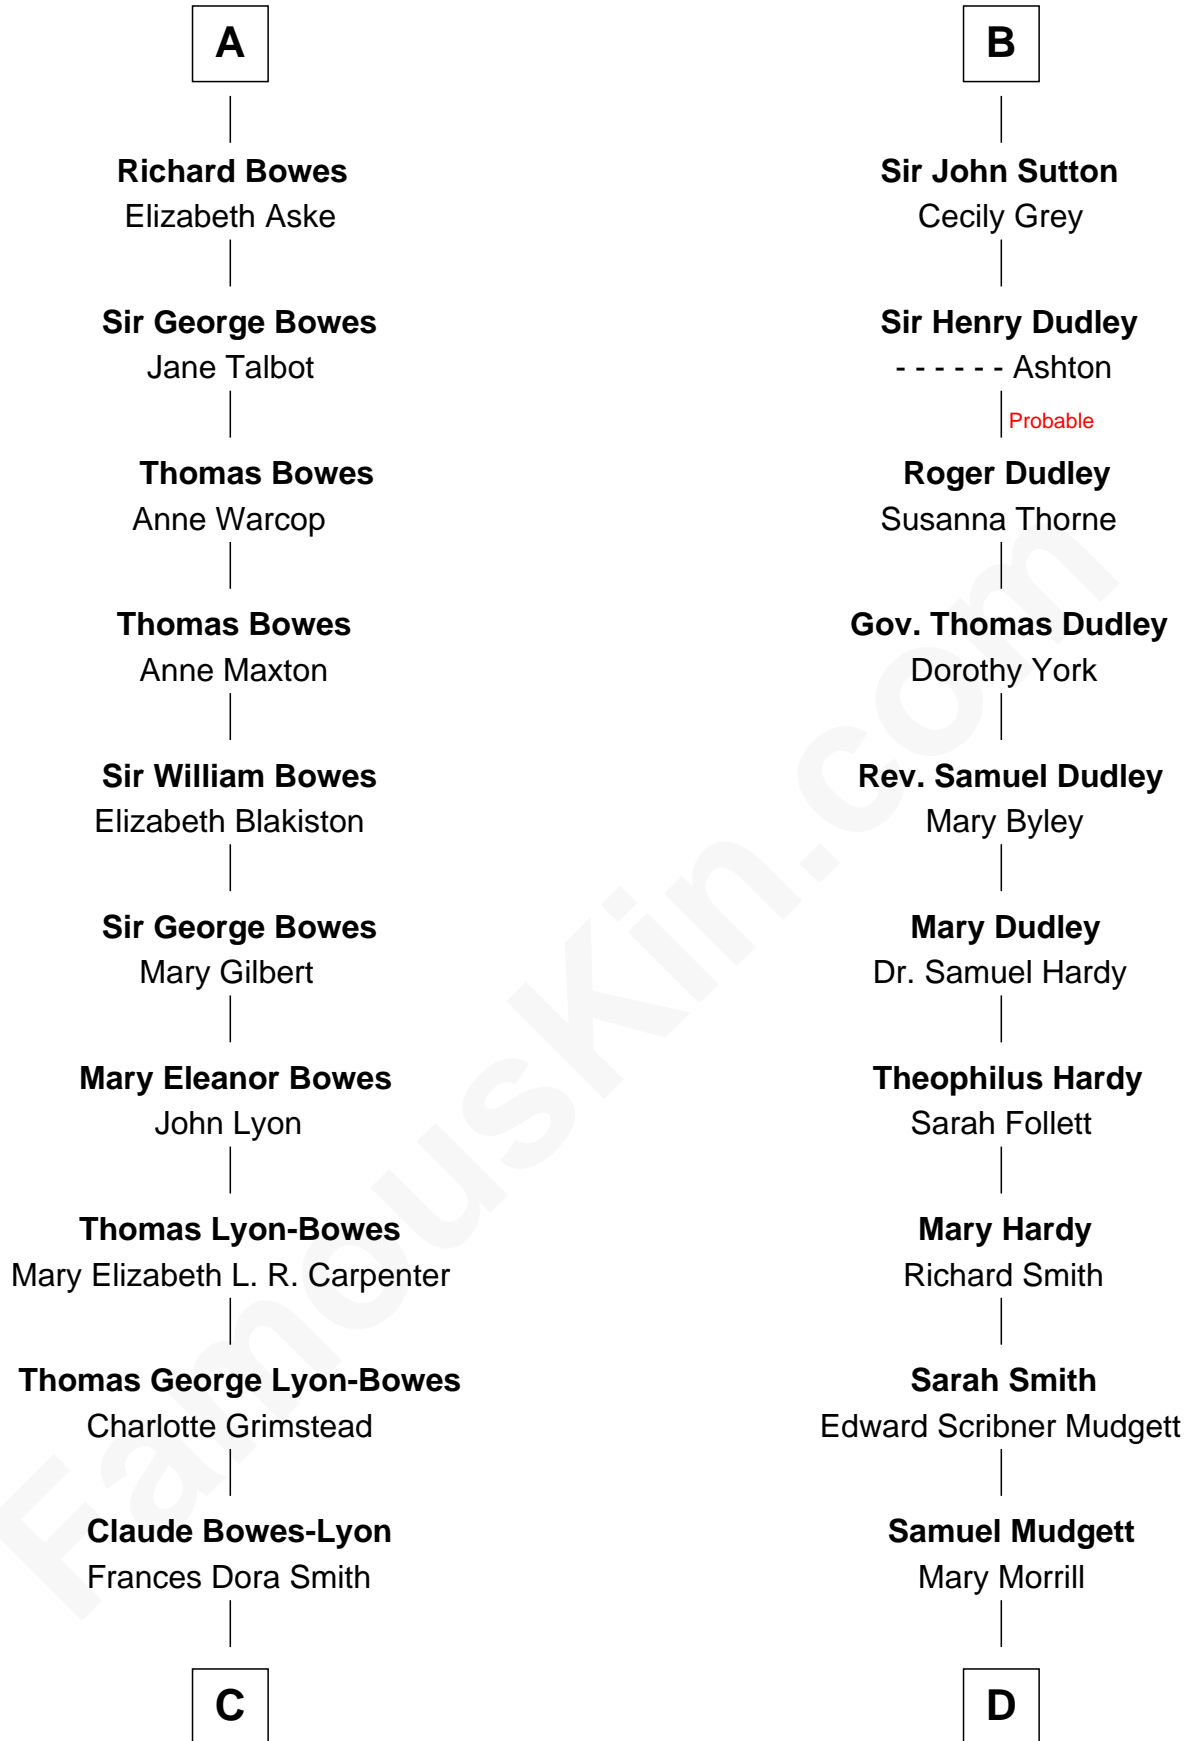 A
Richard Bowes
Elizabeth Aske
Sir George Bowes
Jane Talbot
Thomas Bowes
Anne Warcop
Thomas Bowes
Anne Maxton
Sir William Bowes
Elizabeth Blakiston
Sir George Bowes
Mary Gilbert
Mary Eleanor Bowes
John Lyon
Thomas Lyon-Bowes
Mary Elizabeth L. R. Carpenter
Thomas George Lyon-Bowes
Charlotte Grimstead
Claude Bowes-Lyon
Frances Dora Smith
C
B
Sir John Sutton
Cecily Grey
Sir Henry Dudley
- - - - - - Ashton
Probable
Roger Dudley
Susanna Thorne
Gov. Thomas Dudley
Dorothy York
Rev. Samuel Dudley
Mary Byley
Mary Dudley
Dr. Samuel Hardy
Theophilus Hardy
Sarah Follett
Mary Hardy
Richard Smith
Sarah Smith
Edward Scribner Mudgett
Samuel Mudgett
Mary Morrill
D
FamousKin.com